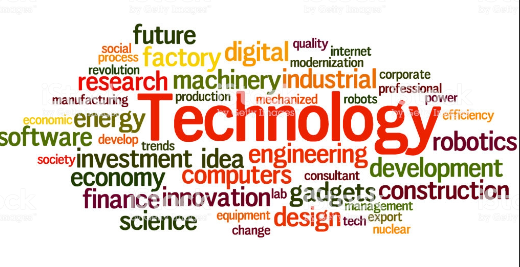 future
social
process
factory
digital
quality
internet
modernization
revolution
research
machinery
industrial
corporate
professional
manufacturing
production
mechanized
robots
power
economic
energy
Technology
efficiency
software
develop
trends
robotics
society
investment
idea
engineering
development
economy
computers
consultant
finance
innovation
lab
gadgets
construction
science
equipment
design
management
tech
export
change
nuclear